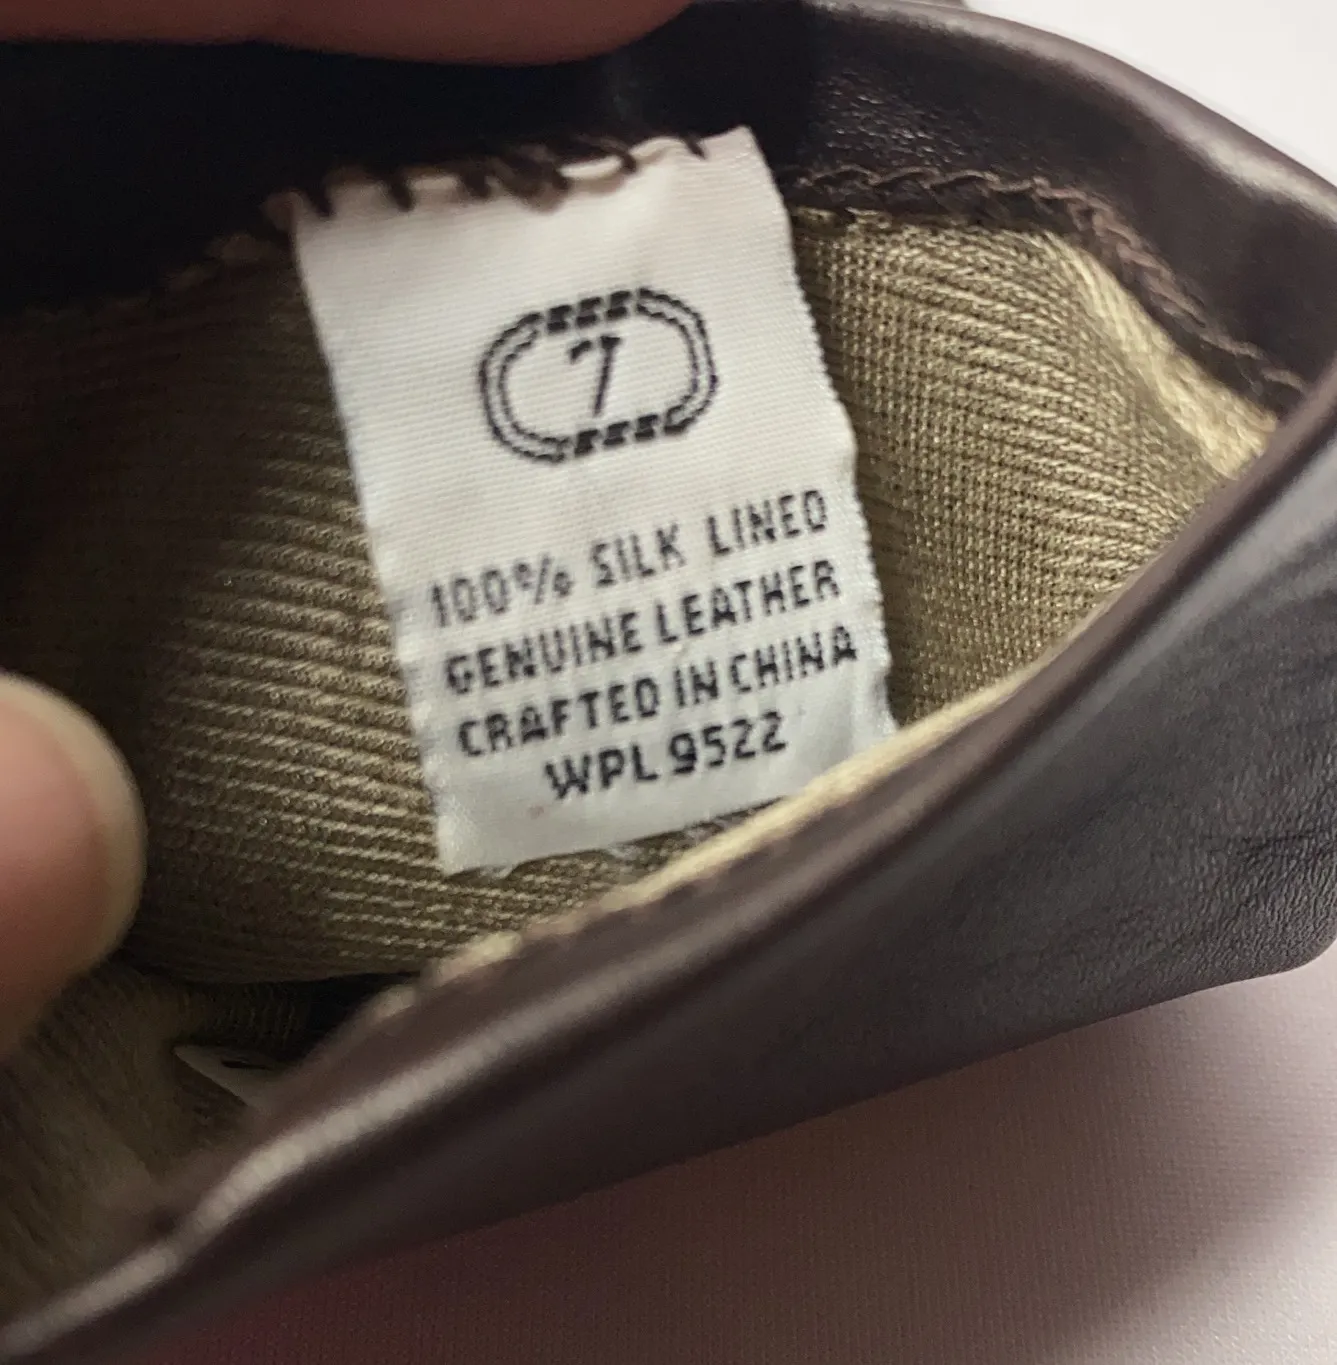 7
100% SILK LINED
GENUINE LEATHER
CRAFTED IN CHINA
WPL 9522